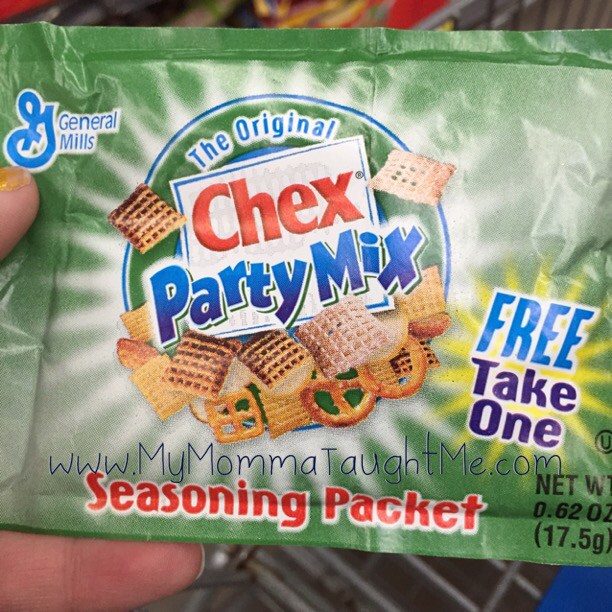 General
Mills
The Original
Chex®
Party Mix
FREE
Take
One
www.MyMommaTaughtMe.com
Seasoning Packet
NET WT
0.62 OZ
(17.5g)